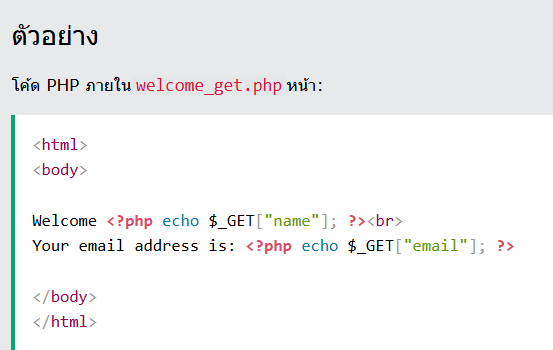 ตัวอย่าง
โค้ด PHP ภายใน welcome_get.php หน้า:
<html>
<body>
Welcome <?php echo $_GET["name"]; ?><br>
Your email address is: <?php echo $_GET["email"]; ?>
</body>
</html>